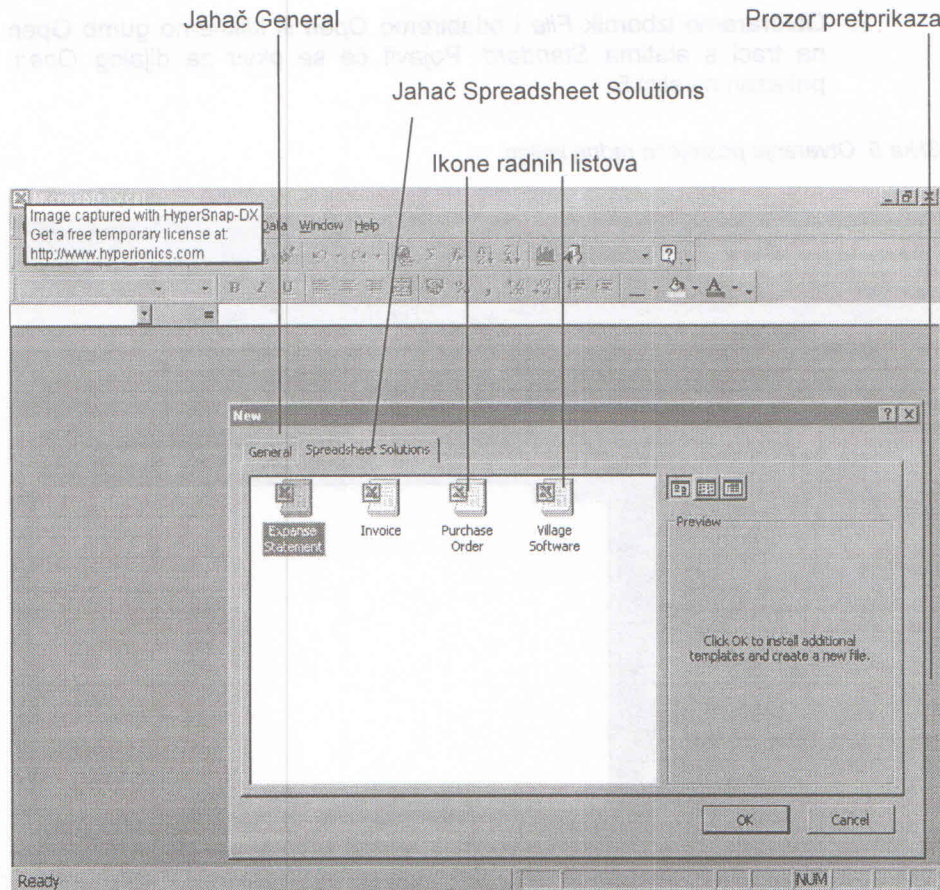 Jahač General
Prozor pretprikaza
Jahač Spreadsheet Solutions
Ikone radnih listova
Image captured with HyperSnap-DX
Get a free temporary license at:
http://www.hyperionics.com
Data Window Help
B I U
New
General Spreadsheet Solutions
Expense
Statement
Invoice
Purchase
Order
Village
Software
Preview
Click OK to install additional
templates and create a new file.
OK
Cancel
Ready
NUM